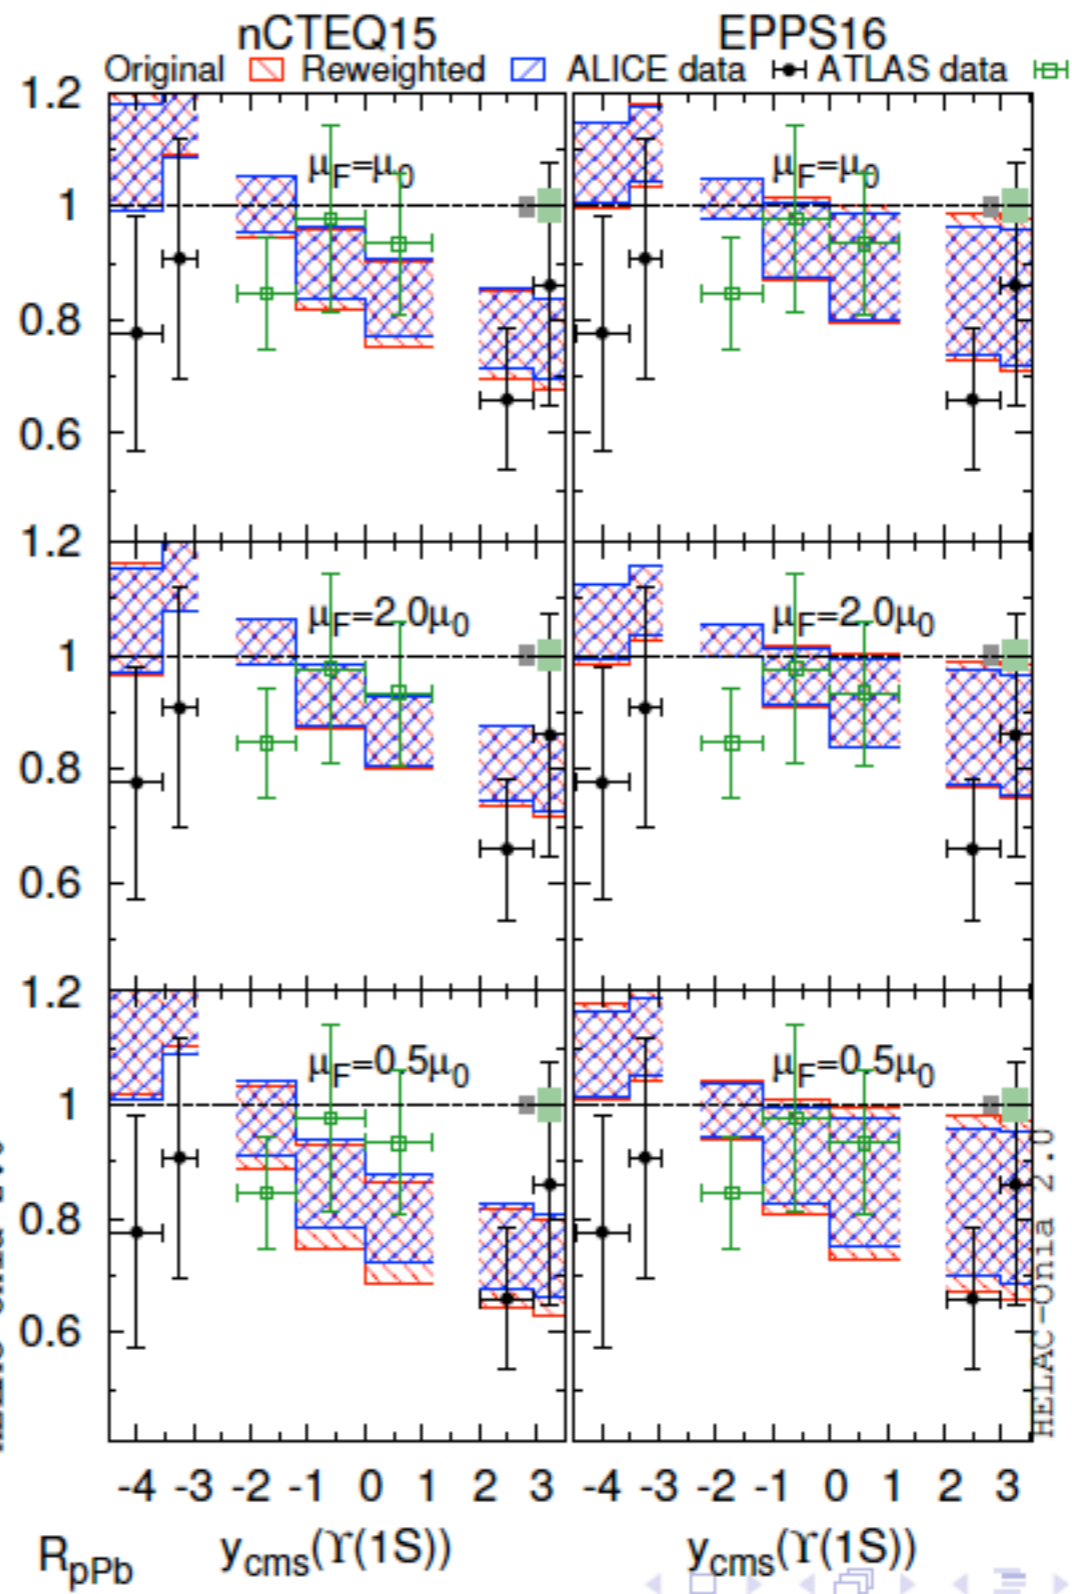 nCTEQ15 EPPS16
Original Reweighted ALICE data ATLAS data
1.2
μF=μ0 μF=μ0
1
0.8
0.6
1.2
μF=2.0μ0 μF=2.0μ0
1
0.8
0.6
1.2
μF=0.5μ0 μF=0.5μ0
1
0.8
0.6
HELAC-Onia 2.0
-4 -3 -2 -1 0 1 2 3 -4 -3 -2 -1 0 1 2 3
RpPb ycms(ϒ(1S)) ycms(ϒ(1S))